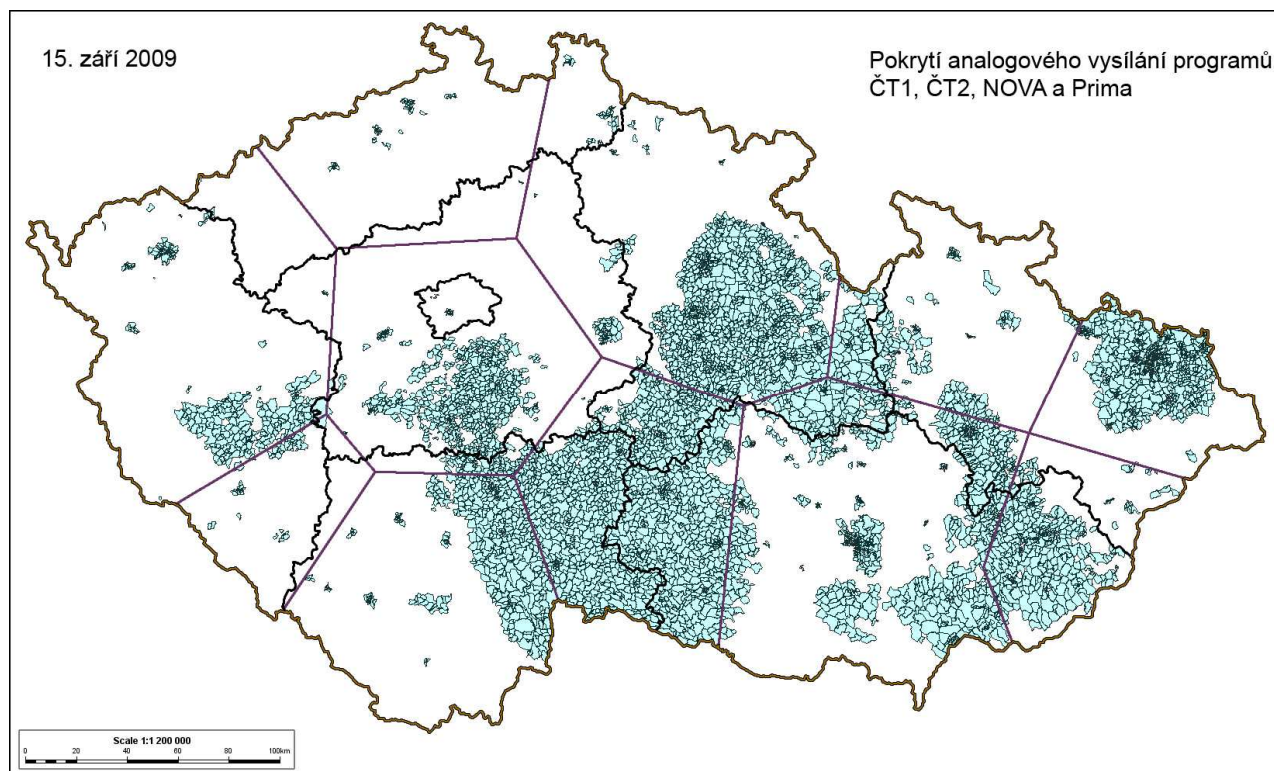 15. září 2009
Pokrytí analogového vysílání programů
ČT1, ČT2, NOVA a Prima
Scale 1:1 200 000
0 20 40 60 80 100km